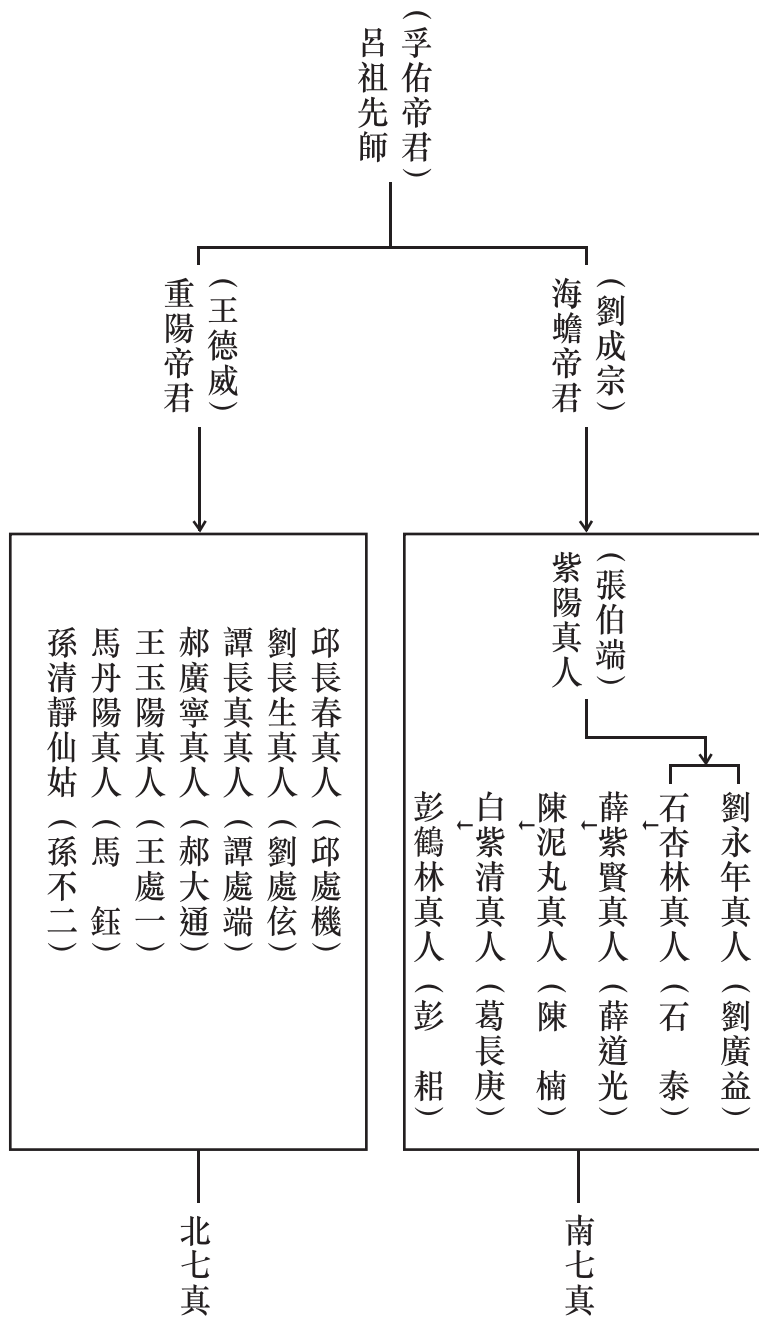 （孚佑帝君）
呂祖先師
（劉成宗）
海蟾帝君
（王德威）
重陽帝君
（張伯端）
紫陽真人
劉永年真人（劉廣益）
石杏林真人（石　泰）
薛紫賢真人（薛道光）
陳泥丸真人（陳　楠）
白紫清真人（葛長庚）
彭鶴林真人（彭　耜）
南七真
邱長春真人（邱處機）
劉長生真人（劉處伭）
譚長真真人（譚處端）
郝廣寧真人（郝大通）
王玉陽真人（王處一）
馬丹陽真人（馬　鈺）
孫清靜仙姑（孫不二）
北七真